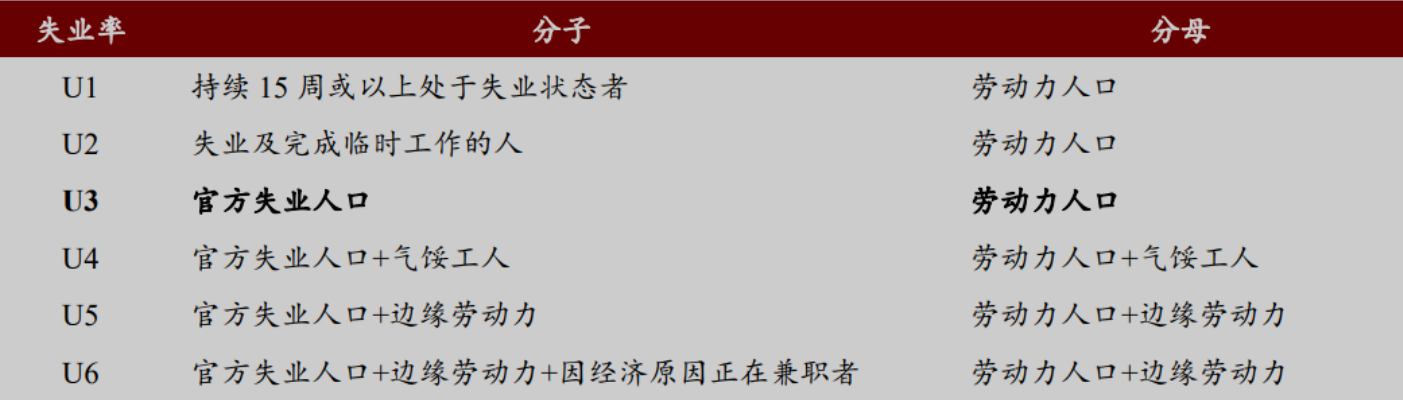 失业率 分子 分母
U1 持续 15 周或以上处于失业状态者 劳动力人口
U2 失业及完成临时工作的人 劳动力人口
U3 官方失业人口 劳动力人口
U4 官方失业人口+气馁工人 劳动力人口+气馁工人
U5 官方失业人口+边缘劳动力 劳动力人口+边缘劳动力
U6 官方失业人口+边缘劳动力+因经济原因正在兼职者 劳动力人口+边缘劳动力